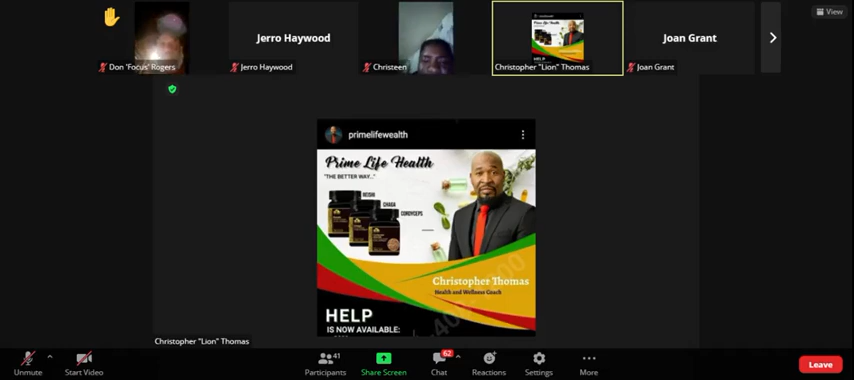 View
Jerro Haywood
Joan Grant
Don 'Focus' Rogers
Jerro Haywood
Christeen
Christopher "Lion" Thomas
Joan Grant
primelifewealth
Prime Life Health
"THE BETTER WAY..."
REISHI
CHAGA
CORDYCEPS
Christopher Thomas
Health and Wellness Coach
HELP
IS NOW AVAILABLE:
Christopher "Lion" Thomas
Unmute
Start Video
Participants
41
Share Screen
Chat
62
Reactions
Settings
More
Leave